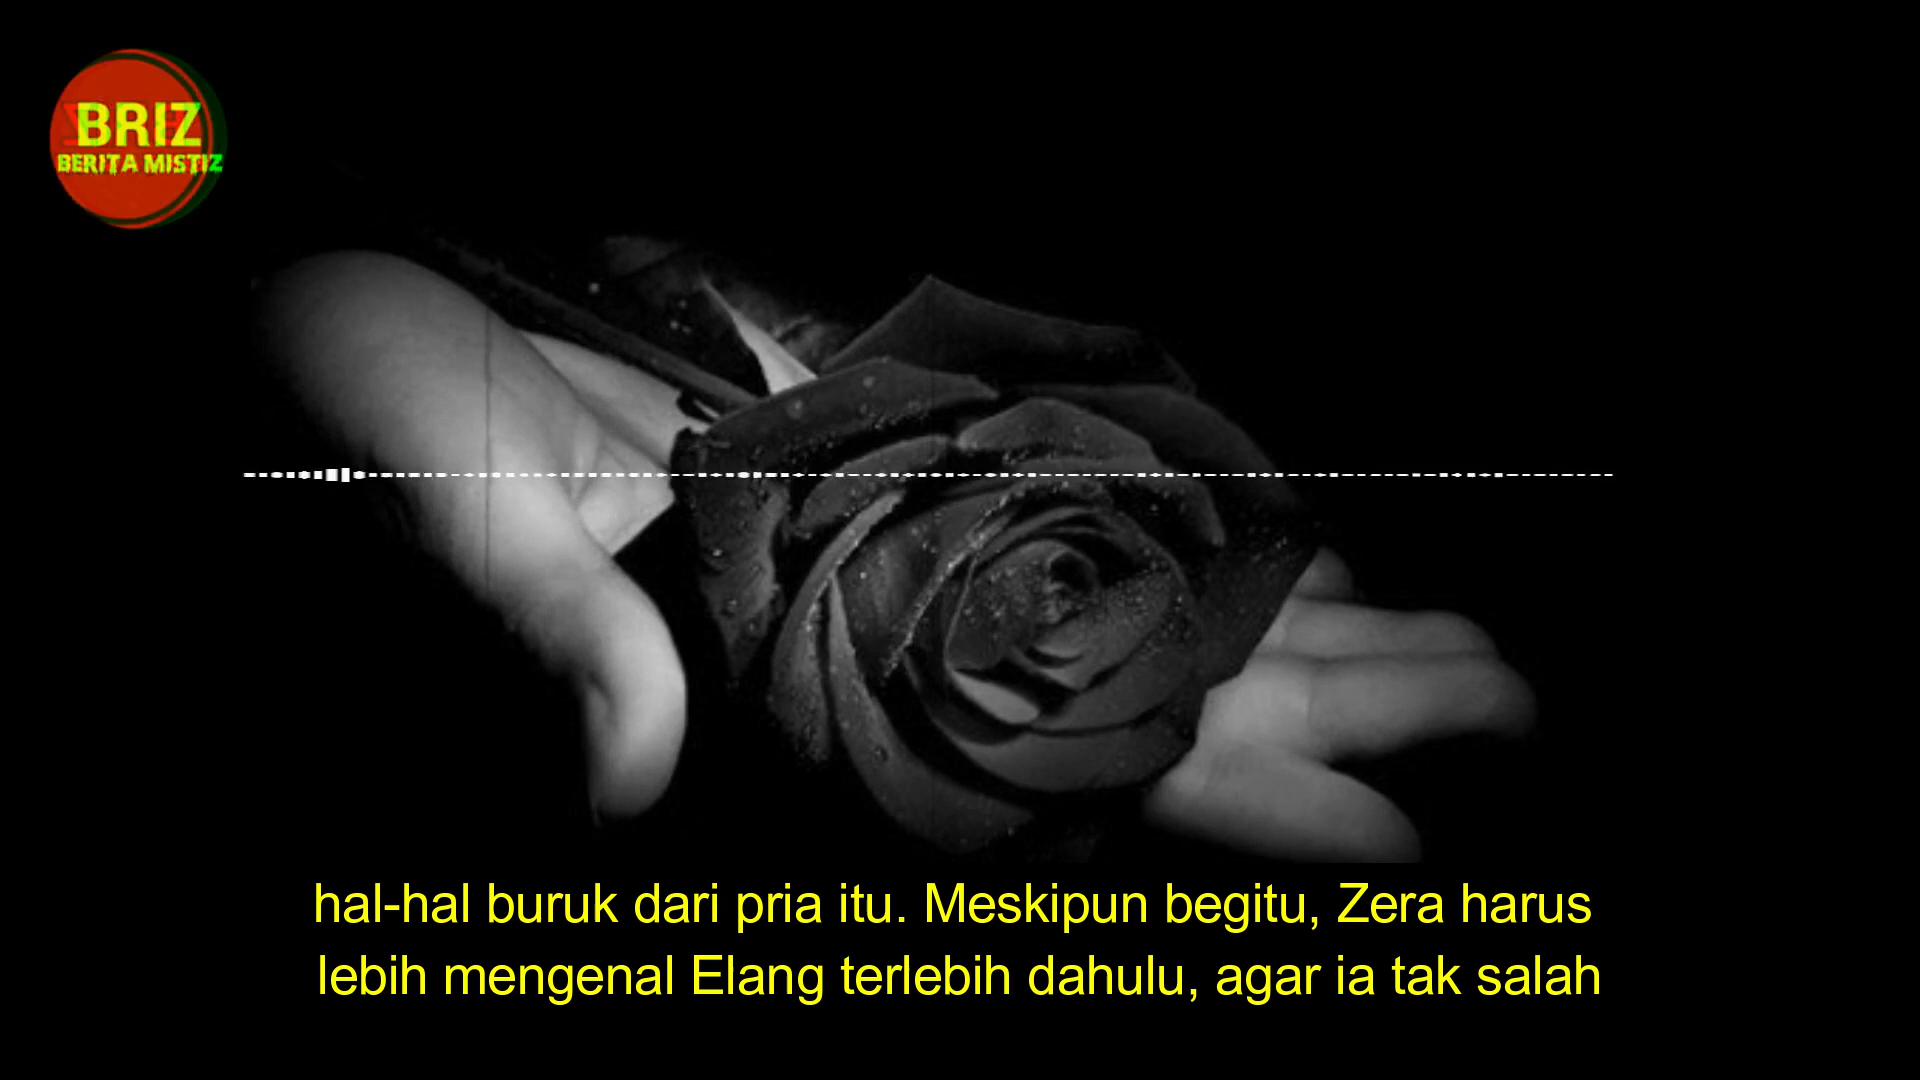 BRIZ
BERITA MISTIZ
hal-hal buruk dari pria itu. Meskipun begitu, Zera harus
lebih mengenal Elang terlebih dahulu, agar ia tak salah